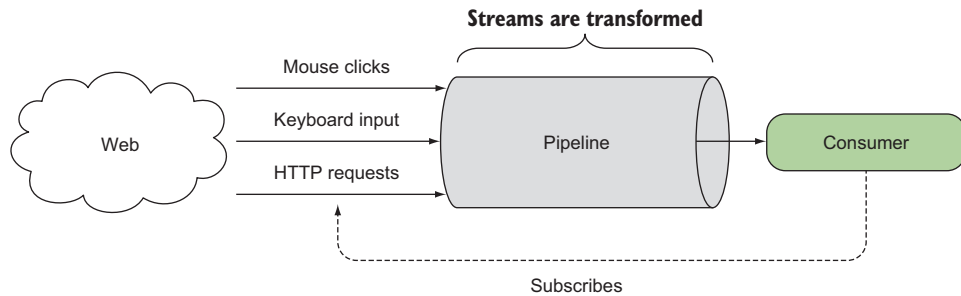 Streams are transformed
Mouse clicks
Keyboard input
HTTP requests
Web
Pipeline
Consumer
Subscribes